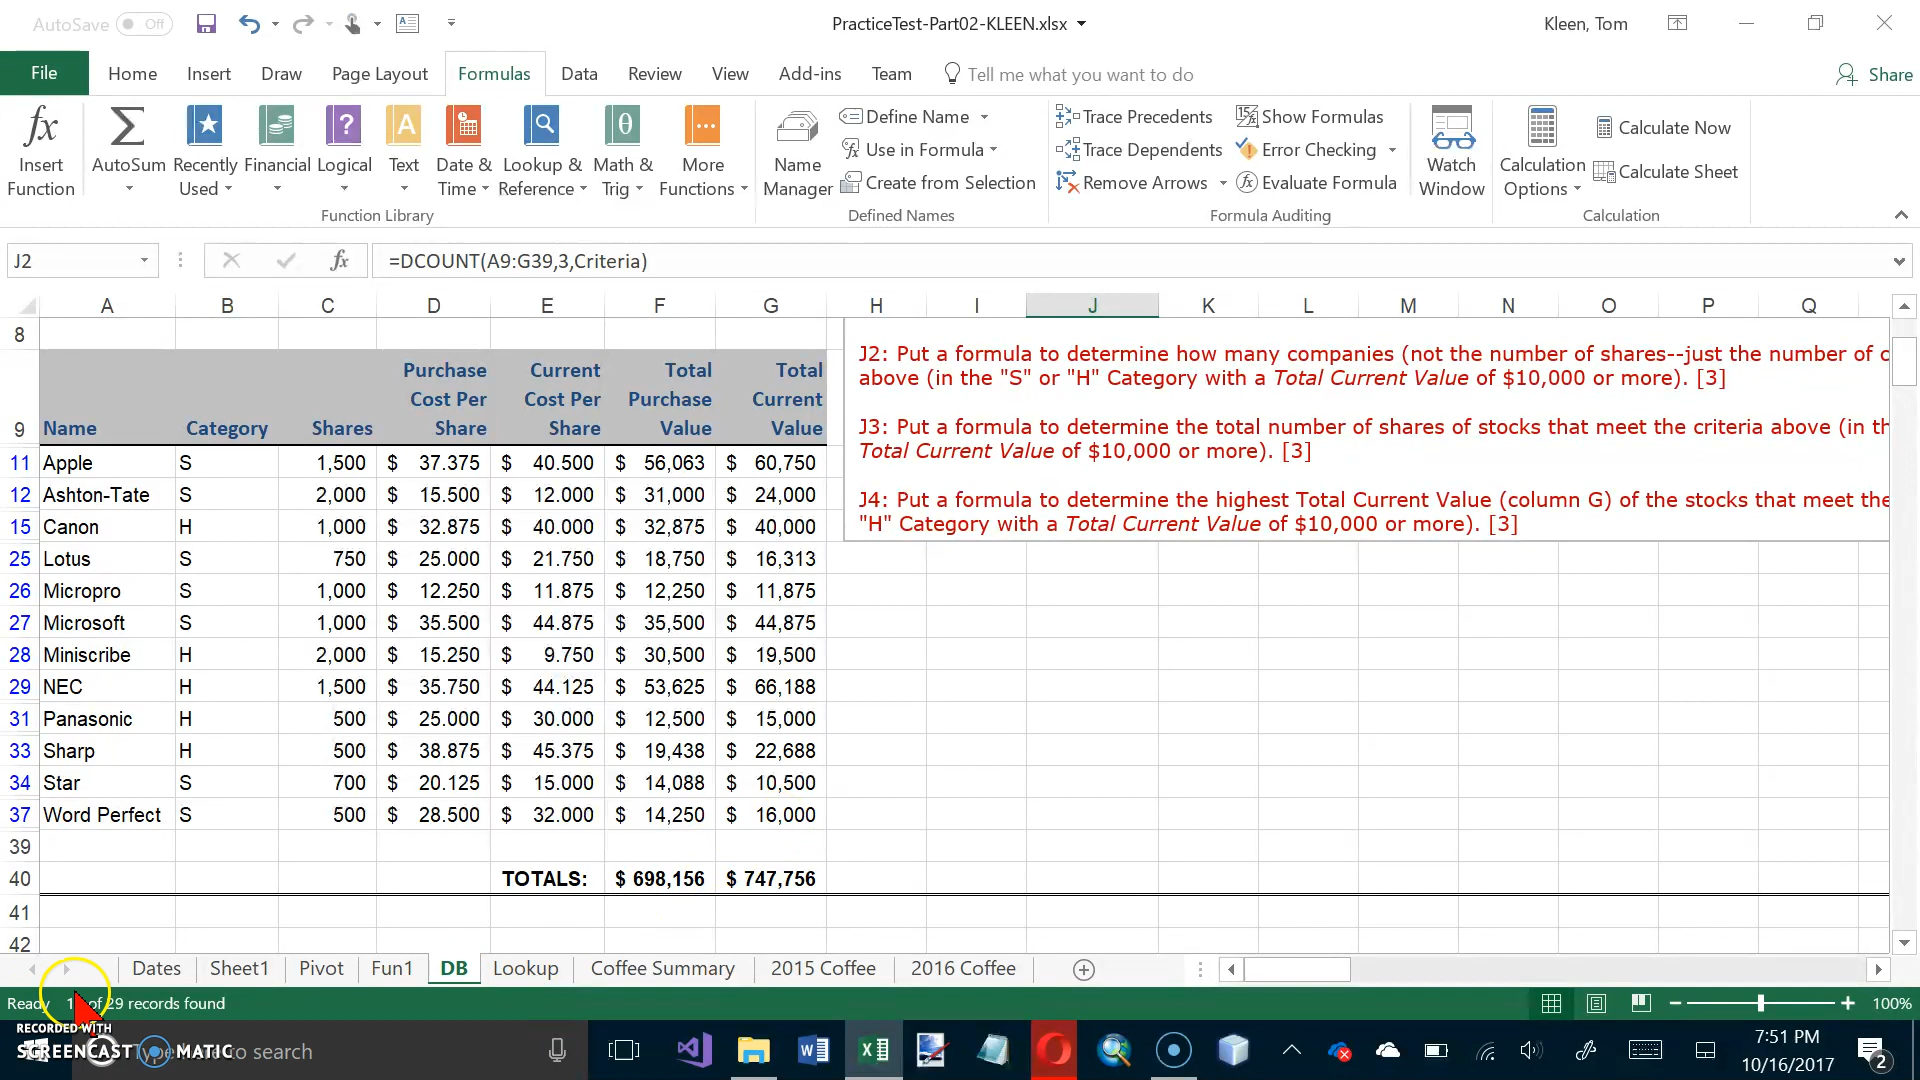 AutoSave Off
PracticeTest-Part02-KLEEN.xlsx
Kleen, Tom
File Home Insert Draw Page Layout Formulas Data Review View Add-ins Team Tell me what you want to do Share
Insert Function
AutoSum
Recently Used
Financial
Logical
Text
Date & Time
Lookup & Reference
Math & Trig
More Functions
Function Library
Name Manager
Define Name
Use in Formula
Create from Selection
Defined Names
Trace Precedents
Trace Dependents
Remove Arrows
Show Formulas
Error Checking
Evaluate Formula
Formula Auditing
Watch Window
Calculation Options
Calculate Now
Calculate Sheet
Calculation
J2 fx =DCOUNT(A9:G39,3,Criteria)
A B C D E F G H I J K L M N O P Q
8
9 Name Category Shares Purchase Cost Per Share Current Cost Per Share Total Purchase Value Total Current Value
11 Apple S 1,500 $ 37.375 $ 40.500 $ 56,063 $ 60,750
12 Ashton-Tate S 2,000 $ 15.500 $ 12.000 $ 31,000 $ 24,000
15 Canon H 1,000 $ 32.875 $ 40.000 $ 32,875 $ 40,000
25 Lotus S 750 $ 25.000 $ 21.750 $ 18,750 $ 16,313
26 Micropro S 1,000 $ 12.250 $ 11.875 $ 12,250 $ 11,875
27 Microsoft S 1,000 $ 35.500 $ 44.875 $ 35,500 $ 44,875
28 Miniscribe H 2,000 $ 15.250 $ 9.750 $ 30,500 $ 19,500
29 NEC H 1,500 $ 35.750 $ 44.125 $ 53,625 $ 66,188
31 Panasonic H 500 $ 25.000 $ 30.000 $ 12,500 $ 15,000
33 Sharp H 500 $ 38.875 $ 45.375 $ 19,438 $ 22,688
34 Star S 700 $ 20.125 $ 15.000 $ 14,088 $ 10,500
37 Word Perfect S 500 $ 28.500 $ 32.000 $ 14,250 $ 16,000
39
40 TOTALS: $ 698,156 $ 747,756
41
42
J2: Put a formula to determine how many companies (not the number of shares--just the number of c
above (in the "S" or "H" Category with a Total Current Value of $10,000 or more). [3]
J3: Put a formula to determine the total number of shares of stocks that meet the criteria above (in th
Total Current Value of $10,000 or more). [3]
J4: Put a formula to determine the highest Total Current Value (column G) of the stocks that meet the
"H" Category with a Total Current Value of $10,000 or more). [3]
Dates Sheet1 Pivot Fun1 DB Lookup Coffee Summary 2015 Coffee 2016 Coffee
Ready of 29 records found
100%
RECORDED WITH
SCREENCAST MATIC
Type here to search
7:51 PM
10/16/2017
2